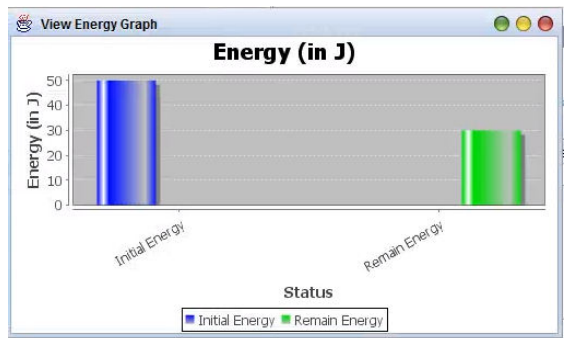 View Energy Graph
Energy (in J)
Energy (in J)
50
40
30
20
10
0
Initial Energy
Remain Energy
Status
Initial Energy Remain Energy